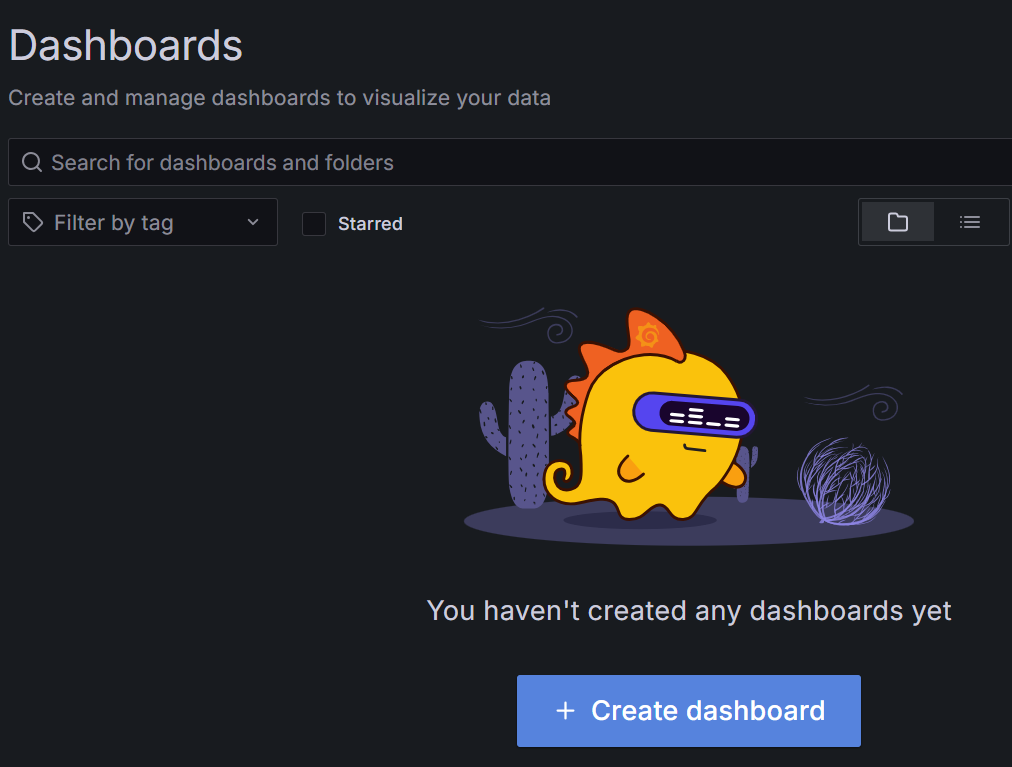 Dashboards
Create and manage dashboards to visualize your data
Search for dashboards and folders
Filter by tag
Starred
You haven't created any dashboards yet
+ Create dashboard